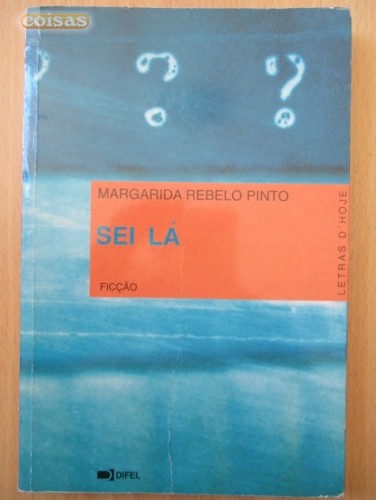 coisas
? ? ?
MARGARIDA REBELO PINTO
SEI LÁ
FICÇÃO
LETRAS D'HOJE
DIFEL